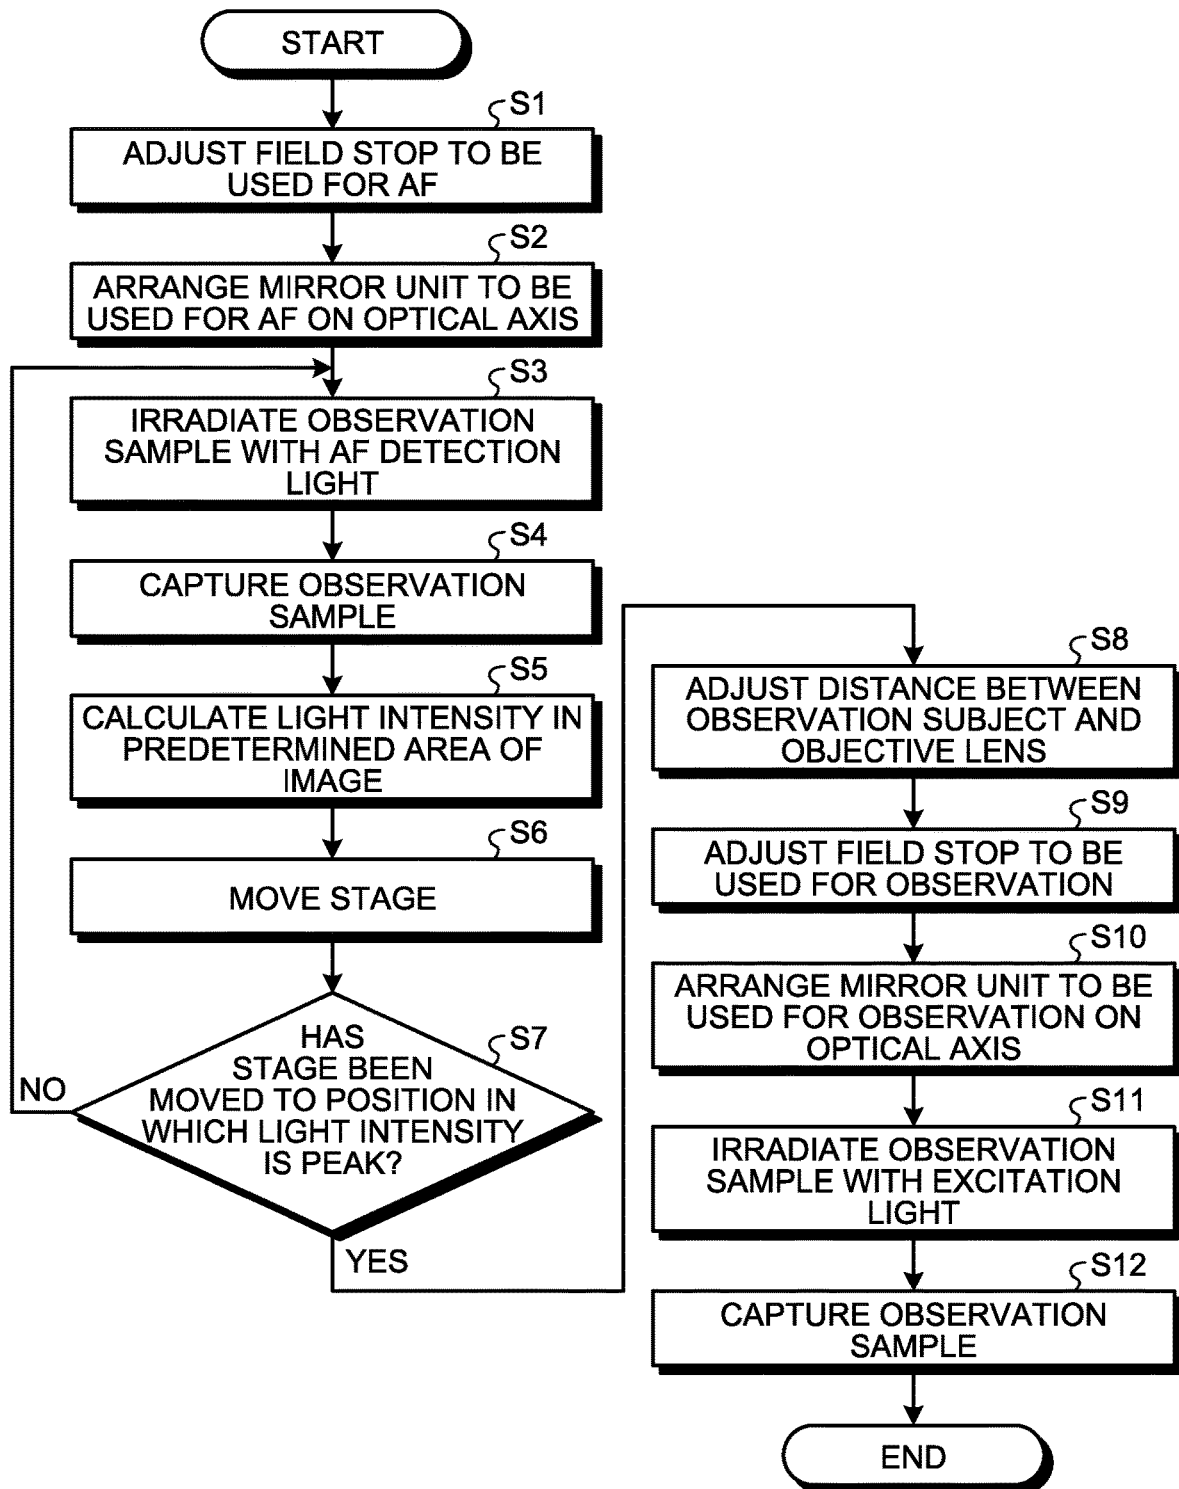 START
S1
ADJUST FIELD STOP TO BE
USED FOR AF
S2
ARRANGE MIRROR UNIT TO BE
USED FOR AF ON OPTICAL AXIS
S3
IRRADIATE OBSERVATION
SAMPLE WITH AF DETECTION
LIGHT
S4
CAPTURE OBSERVATION
SAMPLE
S5
CALCULATE LIGHT INTENSITY IN
PREDETERMINED AREA OF
IMAGE
S6
MOVE STAGE
S7
HAS
STAGE BEEN
MOVED TO POSITION IN
WHICH LIGHT INTENSITY
IS PEAK?
NO
YES
S8
ADJUST DISTANCE BETWEEN
OBSERVATION SUBJECT AND
OBJECTIVE LENS
S9
ADJUST FIELD STOP TO BE
USED FOR OBSERVATION
S10
ARRANGE MIRROR UNIT TO BE
USED FOR OBSERVATION ON
OPTICAL AXIS
S11
IRRADIATE OBSERVATION
SAMPLE WITH EXCITATION
LIGHT
S12
CAPTURE OBSERVATION
SAMPLE
END